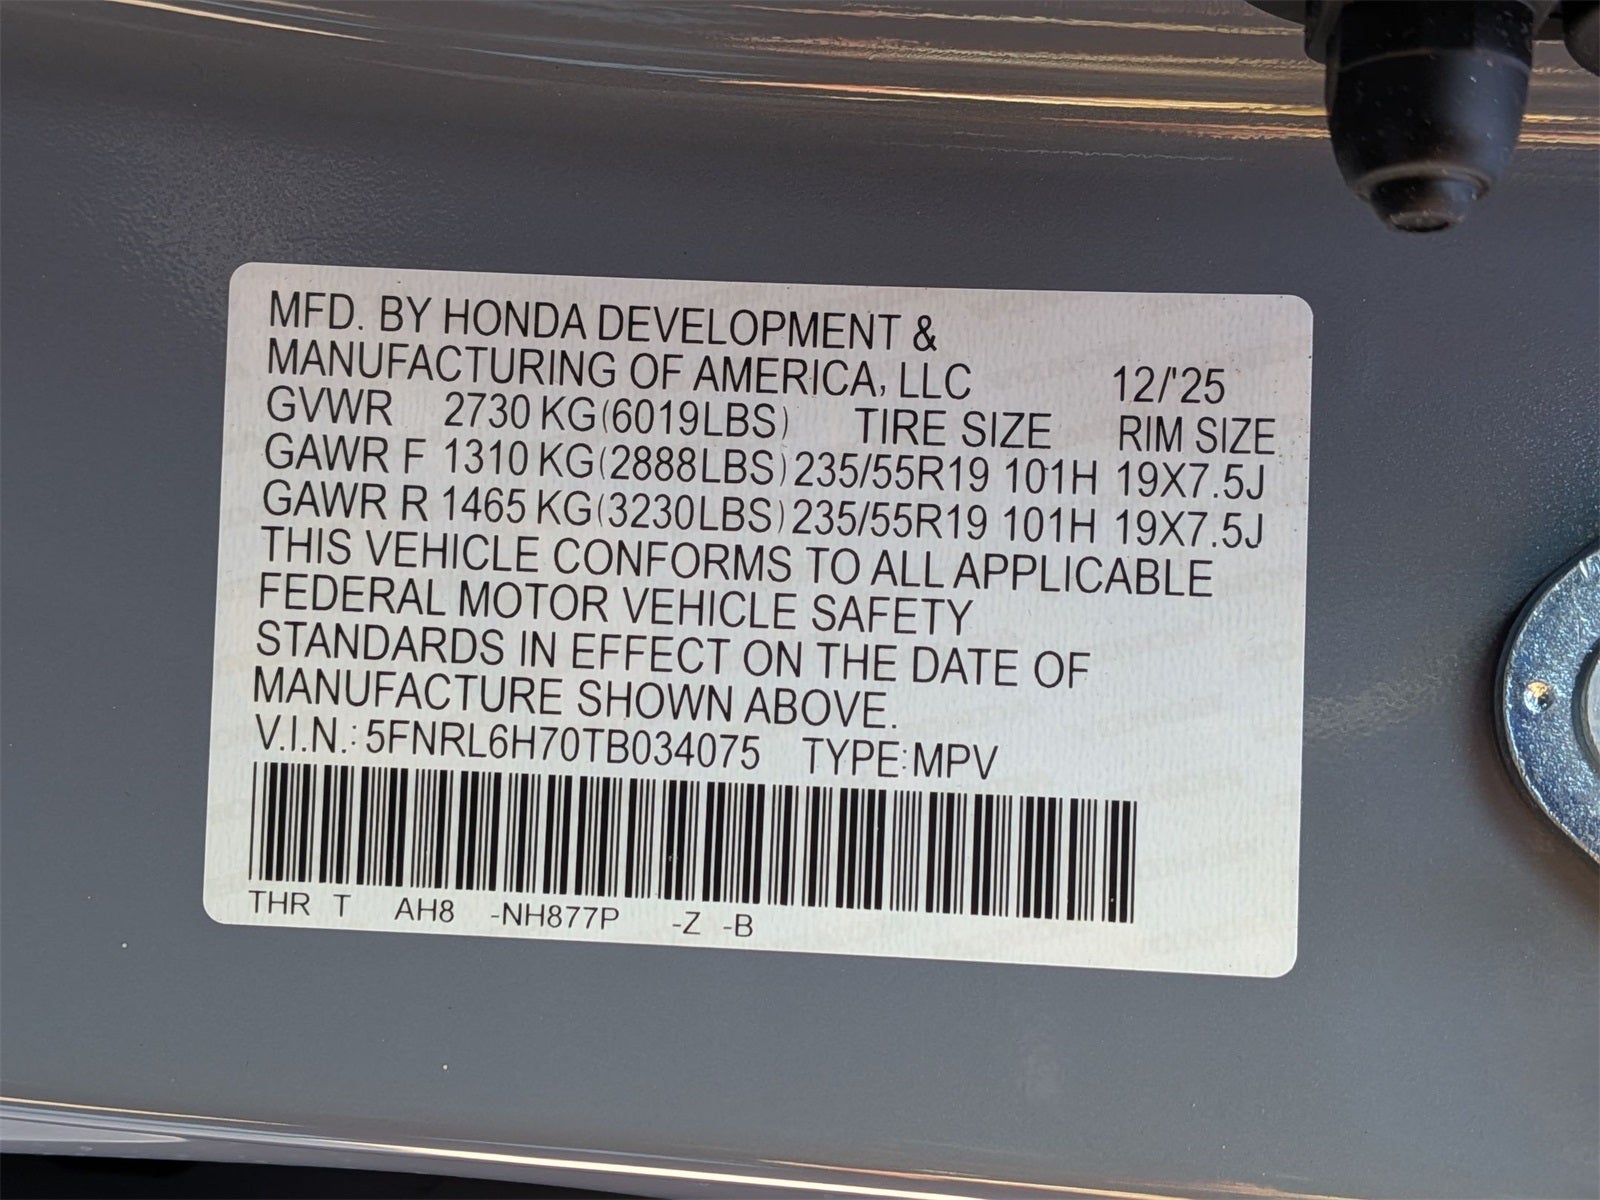 MFD. BY HONDA DEVELOPMENT &
MANUFACTURING OF AMERICA, LLC 12/'25
GVWR 2730 KG(6019LBS) TIRE SIZE RIM SIZE
GAWR F 1310 KG(2888LBS) 235/55R19 101H 19X7.5J
GAWR R 1465 KG(3230LBS) 235/55R19 101H 19X7.5J
THIS VEHICLE CONFORMS TO ALL APPLICABLE
FEDERAL MOTOR VEHICLE SAFETY
STANDARDS IN EFFECT ON THE DATE OF
MANUFACTURE SHOWN ABOVE.
V.I.N.: 5FNRL6H70TB034075 TYPE:MPV
THR T AH8 -NH877P -Z -B